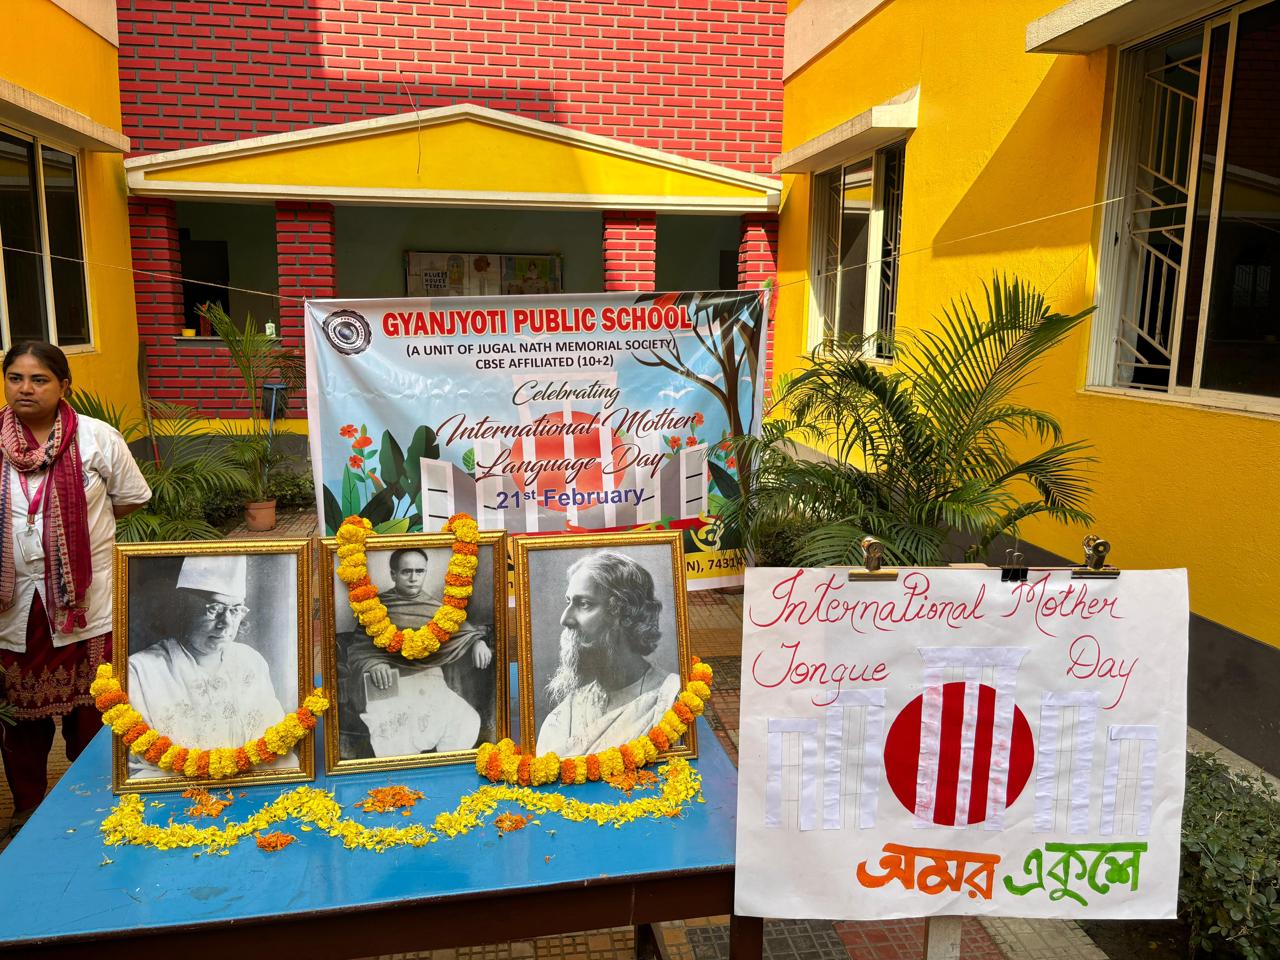 GYANJYOTI PUBLIC SCHOOL
(A UNIT OF JUGAL NATH MEMORIAL SOCIETY)
CBSE AFFILIATED (10+2)
Celebrating
International Mother
Language Day
21st February
N), 7431
International Mother
Tongue Day
অমর একুশে